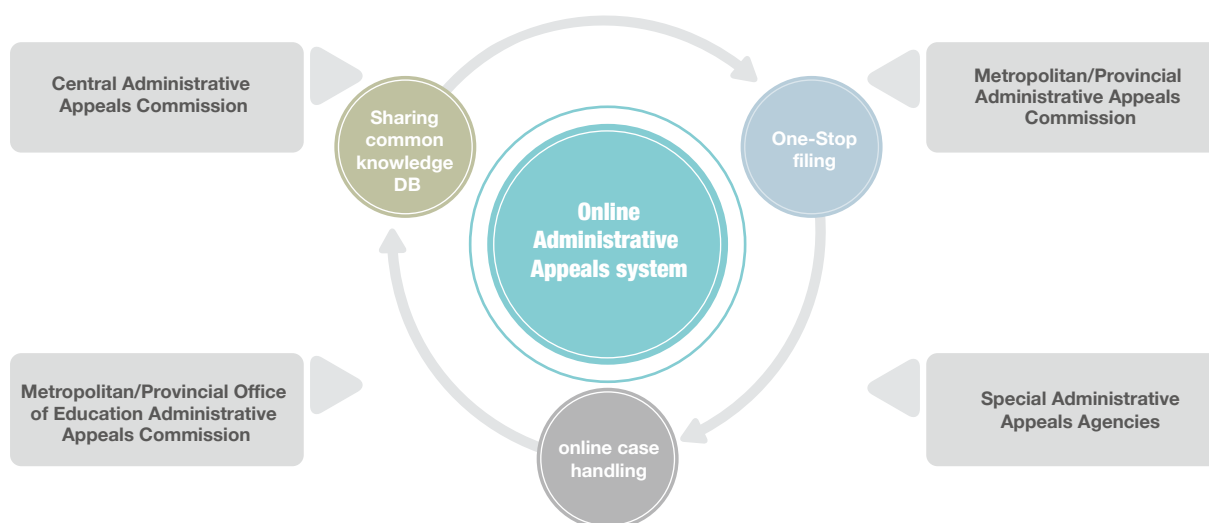 Central Administrative
Appeals Commission
Sharing
common
knowledge
DB
One-Stop
filing
Metropolitan/Provincial
Administrative Appeals
Commission
Online
Administrative
Appeals system
Metropolitan/Provincial Office
of Education Administrative
Appeals Commission
online case
handling
Special Administrative
Appeals Agencies